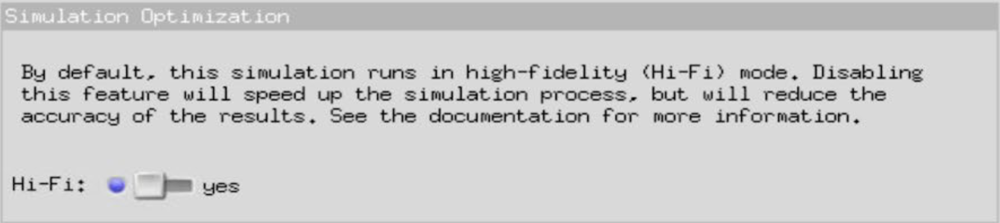 Simulation Optimization
By default, this simulation runs in high-fidelity (Hi-Fi) mode. Disabling
this feature will speed up the simulation process, but will reduce the
accuracy of the results. See the documentation for more information.
Hi-Fi: yes